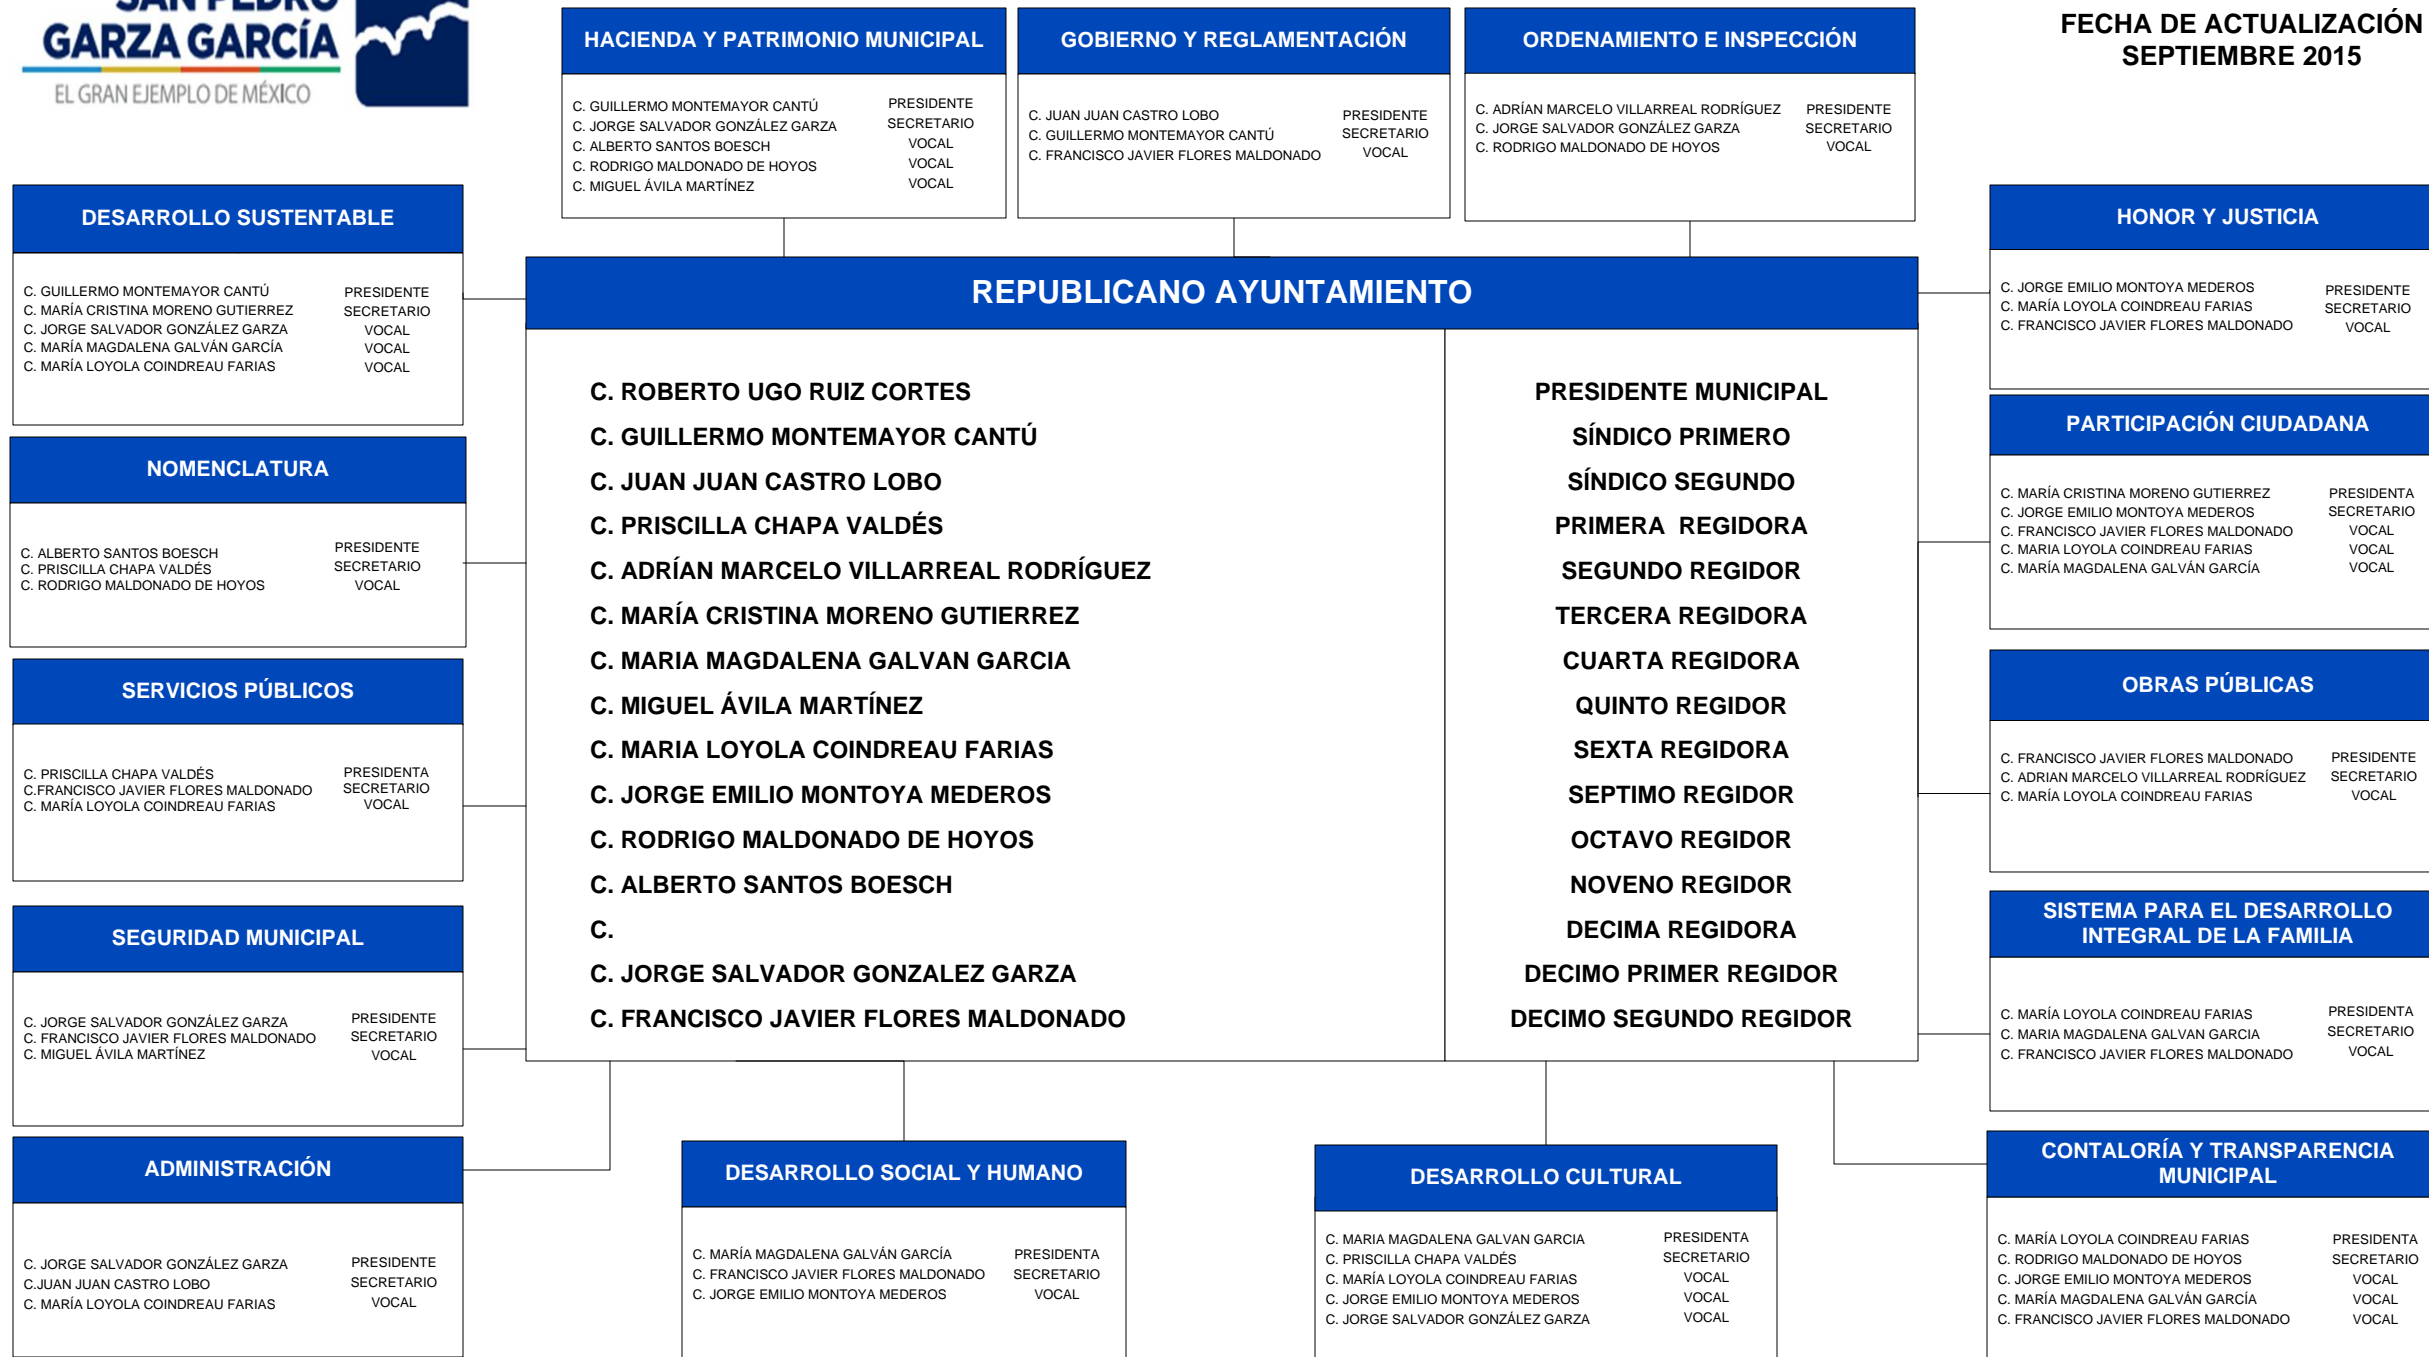 SAN PEDRO
GARZA GARCÍA
EL GRAN EJEMPLO DE MÉXICO
FECHA DE ACTUALIZACIÓN
SEPTIEMBRE 2015
HACIENDA Y PATRIMONIO MUNICIPAL
C. GUILLERMO MONTEMAYOR CANTÚ PRESIDENTE
C. JORGE SALVADOR GONZÁLEZ GARZA SECRETARIO
C. ALBERTO SANTOS BOESCH VOCAL
C. RODRIGO MALDONADO DE HOYOS VOCAL
C. MIGUEL ÁVILA MARTÍNEZ VOCAL
GOBIERNO Y REGLAMENTACIÓN
C. JUAN JUAN CASTRO LOBO PRESIDENTE
C. GUILLERMO MONTEMAYOR CANTÚ SECRETARIO
C. FRANCISCO JAVIER FLORES MALDONADO VOCAL
ORDENAMIENTO E INSPECCIÓN
C. ADRÍAN MARCELO VILLARREAL RODRÍGUEZ PRESIDENTE
C. JORGE SALVADOR GONZÁLEZ GARZA SECRETARIO
C. RODRIGO MALDONADO DE HOYOS VOCAL
DESARROLLO SUSTENTABLE
C. GUILLERMO MONTEMAYOR CANTÚ PRESIDENTE
C. MARÍA CRISTINA MORENO GUTIERREZ SECRETARIO
C. JORGE SALVADOR GONZÁLEZ GARZA VOCAL
C. MARÍA MAGDALENA GALVÁN GARCÍA VOCAL
C. MARÍA LOYOLA COINDREAU FARIAS VOCAL
NOMENCLATURA
C. ALBERTO SANTOS BOESCH PRESIDENTE
C. PRISCILLA CHAPA VALDÉS SECRETARIO
C. RODRIGO MALDONADO DE HOYOS VOCAL
SERVICIOS PÚBLICOS
C. PRISCILLA CHAPA VALDÉS PRESIDENTA
C.FRANCISCO JAVIER FLORES MALDONADO SECRETARIO
C. MARÍA LOYOLA COINDREAU FARIAS VOCAL
SEGURIDAD MUNICIPAL
C. JORGE SALVADOR GONZÁLEZ GARZA PRESIDENTE
C. FRANCISCO JAVIER FLORES MALDONADO SECRETARIO
C. MIGUEL ÁVILA MARTÍNEZ VOCAL
ADMINISTRACIÓN
C. JORGE SALVADOR GONZÁLEZ GARZA PRESIDENTE
C.JUAN JUAN CASTRO LOBO SECRETARIO
C. MARÍA LOYOLA COINDREAU FARIAS VOCAL
REPUBLICANO AYUNTAMIENTO
C. ROBERTO UGO RUIZ CORTES PRESIDENTE MUNICIPAL
C. GUILLERMO MONTEMAYOR CANTÚ SÍNDICO PRIMERO
C. JUAN JUAN CASTRO LOBO SÍNDICO SEGUNDO
C. PRISCILLA CHAPA VALDÉS PRIMERA REGIDORA
C. ADRÍAN MARCELO VILLARREAL RODRÍGUEZ SEGUNDO REGIDOR
C. MARÍA CRISTINA MORENO GUTIERREZ TERCERA REGIDORA
C. MARIA MAGDALENA GALVAN GARCIA CUARTA REGIDORA
C. MIGUEL ÁVILA MARTÍNEZ QUINTO REGIDOR
C. MARIA LOYOLA COINDREAU FARIAS SEXTA REGIDORA
C. JORGE EMILIO MONTOYA MEDEROS SEPTIMO REGIDOR
C. RODRIGO MALDONADO DE HOYOS OCTAVO REGIDOR
C. ALBERTO SANTOS BOESCH NOVENO REGIDOR
C. DECIMA REGIDORA
C. JORGE SALVADOR GONZALEZ GARZA DECIMO PRIMER REGIDOR
C. FRANCISCO JAVIER FLORES MALDONADO DECIMO SEGUNDO REGIDOR
HONOR Y JUSTICIA
C. JORGE EMILIO MONTOYA MEDEROS PRESIDENTE
C. MARÍA LOYOLA COINDREAU FARIAS SECRETARIO
C. FRANCISCO JAVIER FLORES MALDONADO VOCAL
PARTICIPACIÓN CIUDADANA
C. MARÍA CRISTINA MORENO GUTIERREZ PRESIDENTA
C. JORGE EMILIO MONTOYA MEDEROS SECRETARIO
C. FRANCISCO JAVIER FLORES MALDONADO VOCAL
C. MARIA LOYOLA COINDREAU FARIAS VOCAL
C. MARÍA MAGDALENA GALVÁN GARCÍA VOCAL
OBRAS PÚBLICAS
C. FRANCISCO JAVIER FLORES MALDONADO PRESIDENTE
C. ADRIAN MARCELO VILLARREAL RODRÍGUEZ SECRETARIO
C. MARÍA LOYOLA COINDREAU FARIAS VOCAL
SISTEMA PARA EL DESARROLLO
INTEGRAL DE LA FAMILIA
C. MARÍA LOYOLA COINDREAU FARIAS PRESIDENTA
C. MARIA MAGDALENA GALVAN GARCIA SECRETARIO
C. FRANCISCO JAVIER FLORES MALDONADO VOCAL
DESARROLLO SOCIAL Y HUMANO
C. MARÍA MAGDALENA GALVÁN GARCÍA PRESIDENTA
C. FRANCISCO JAVIER FLORES MALDONADO SECRETARIO
C. JORGE EMILIO MONTOYA MEDEROS VOCAL
DESARROLLO CULTURAL
C. MARIA MAGDALENA GALVAN GARCIA PRESIDENTA
C. PRISCILLA CHAPA VALDÉS SECRETARIO
C. MARÍA LOYOLA COINDREAU FARIAS VOCAL
C. JORGE EMILIO MONTOYA MEDEROS VOCAL
C. JORGE SALVADOR GONZÁLEZ GARZA VOCAL
CONTALORÍA Y TRANSPARENCIA
MUNICIPAL
C. MARÍA LOYOLA COINDREAU FARIAS PRESIDENTA
C. RODRIGO MALDONADO DE HOYOS SECRETARIO
C. JORGE EMILIO MONTOYA MEDEROS VOCAL
C. MARÍA MAGDALENA GALVÁN GARCÍA VOCAL
C. FRANCISCO JAVIER FLORES MALDONADO VOCAL